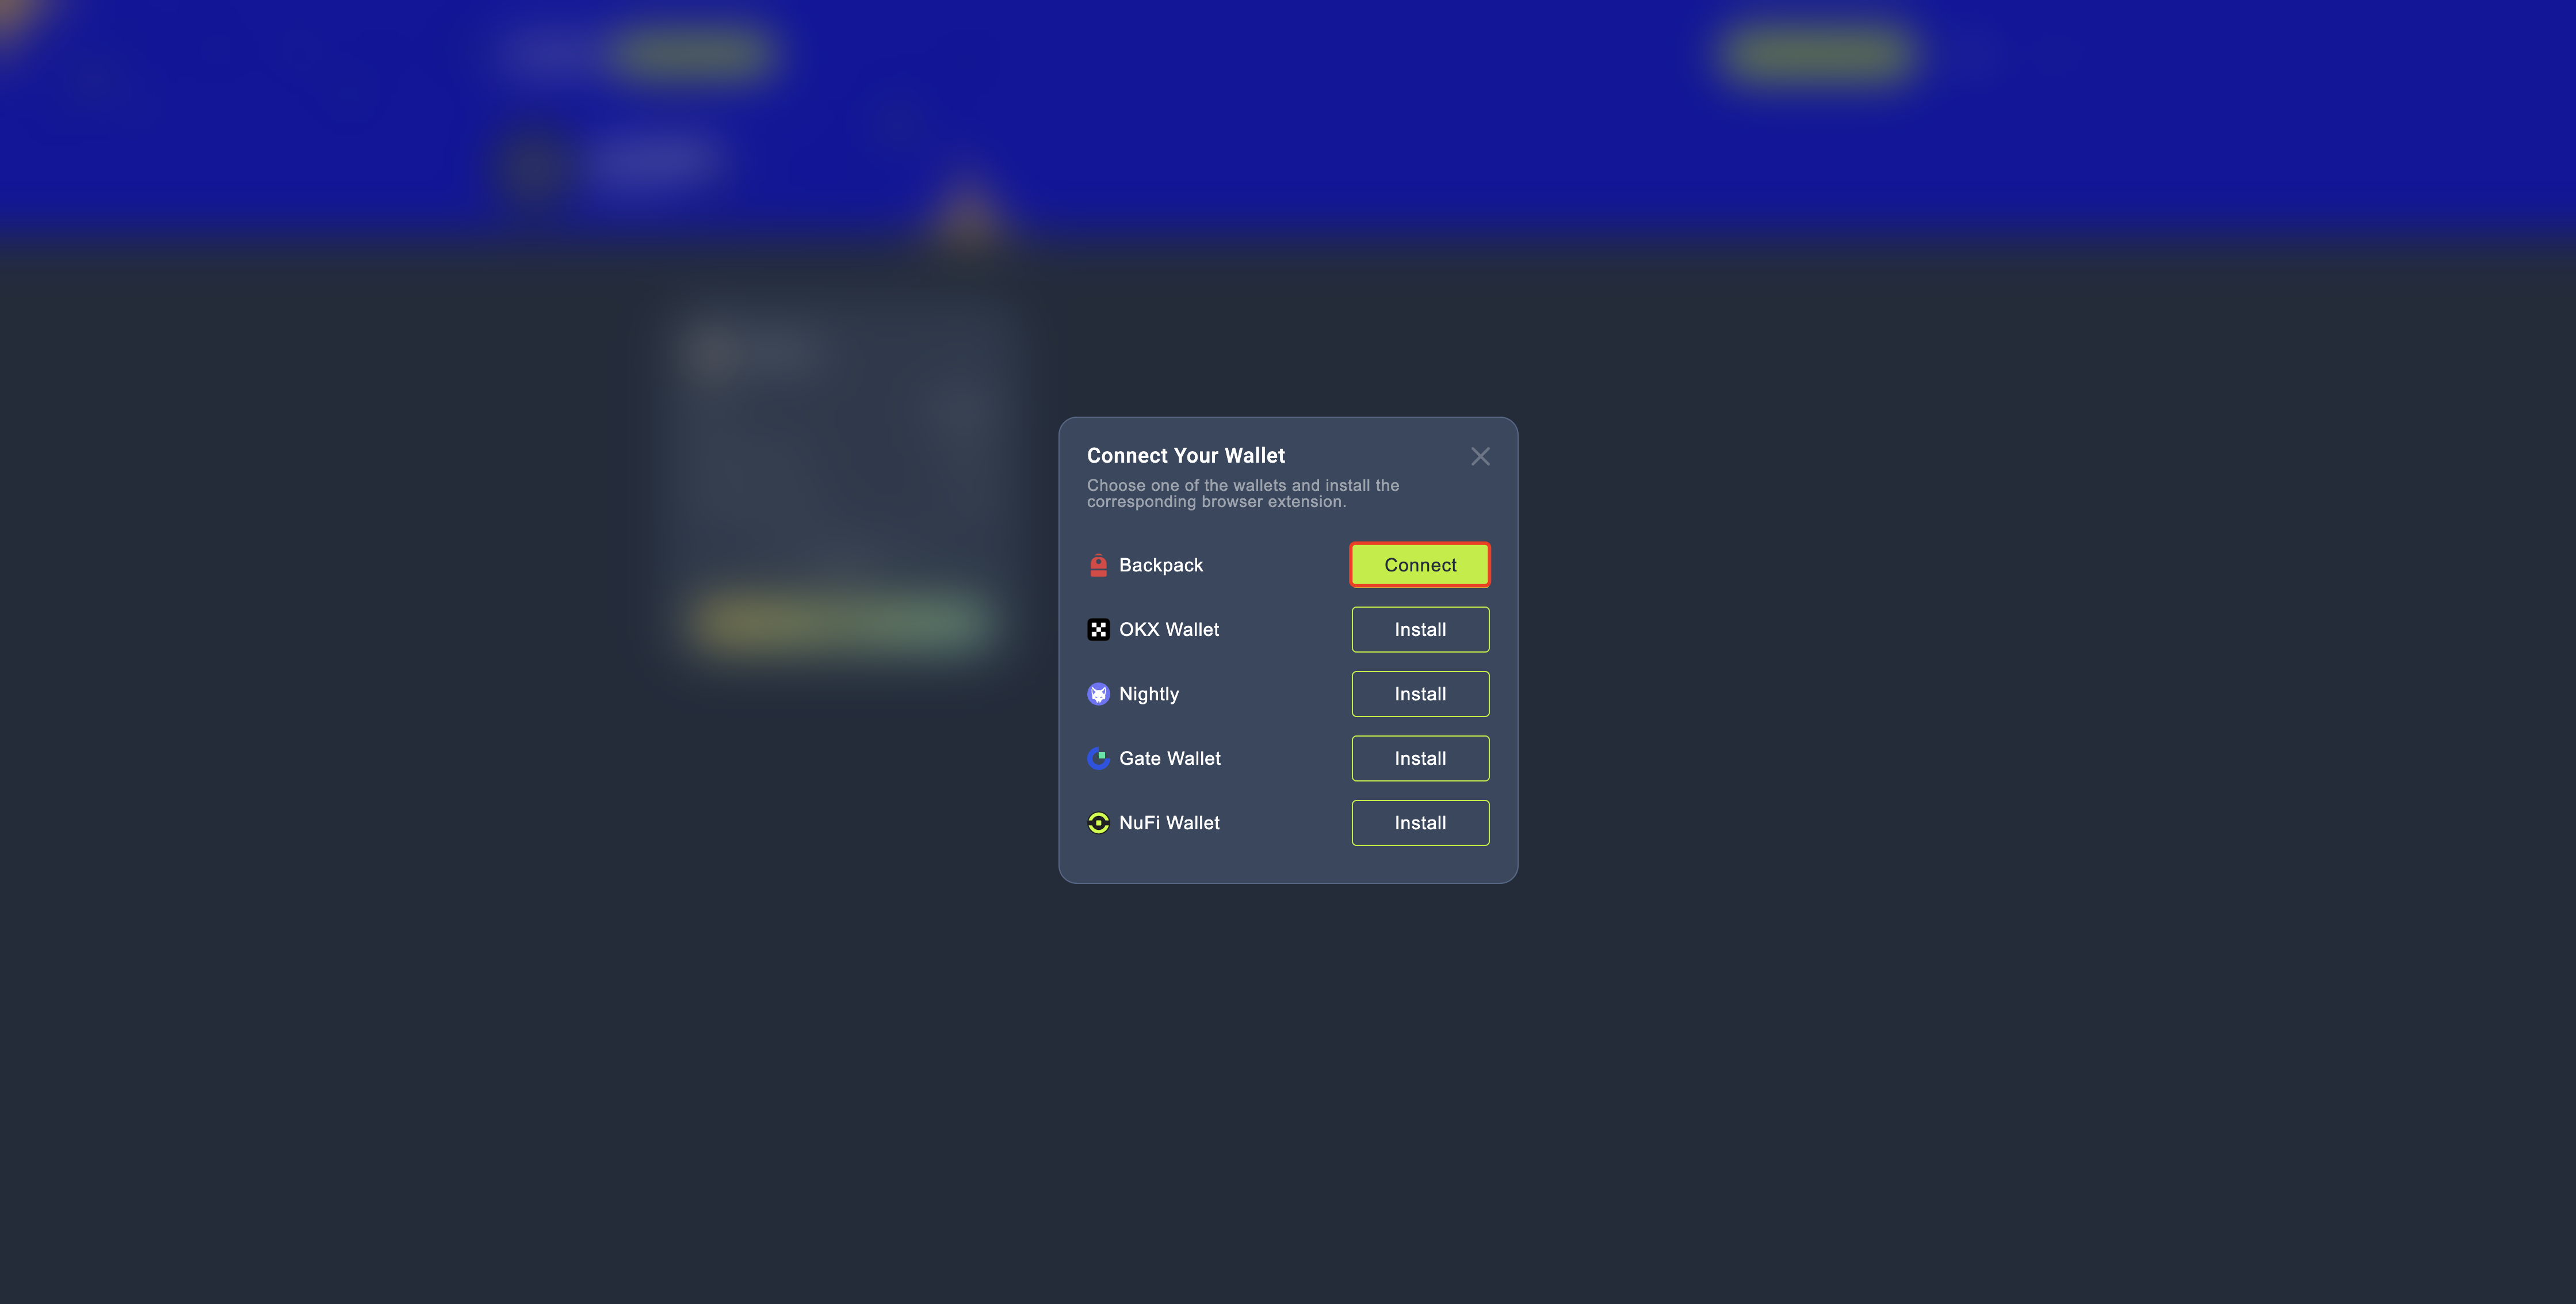 Connect Your Wallet
Choose one of the wallets and install the
corresponding browser extension.
Backpack
Connect
OKX Wallet
Install
Nightly
Install
Gate Wallet
Install
NuFi Wallet
Install